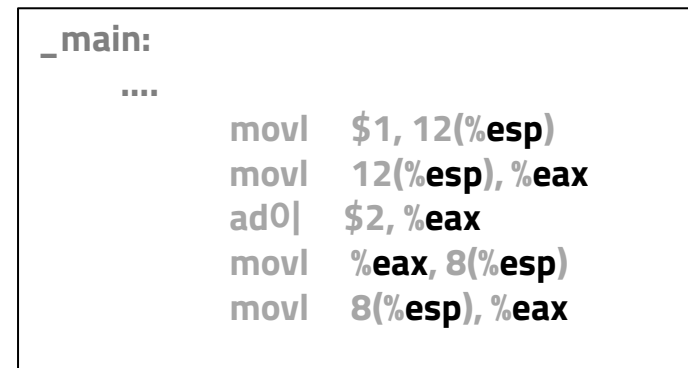 _main:
....
movl $1, 12(%esp)
movl 12(%esp), %eax
ad0| $2, %eax
movl %eax, 8(%esp)
movl 8(%esp), %eax